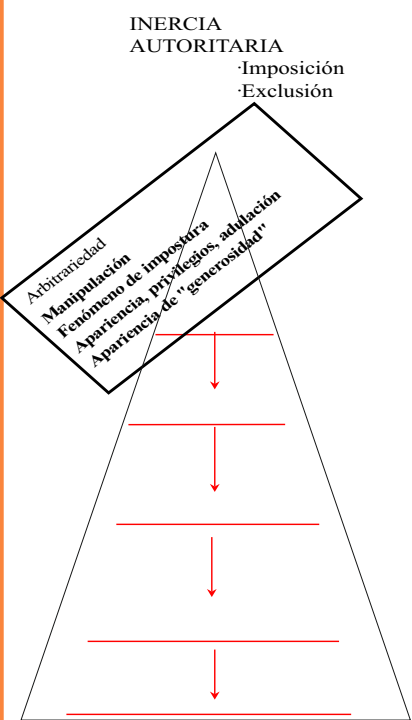 INERCIA
AUTORITARIA
·Imposición
·Exclusión
Arbitrariedad
Manipulación
Fenómeno de impostura
Apariencia, privilegios, adulación
Apariencia de "generosidad"